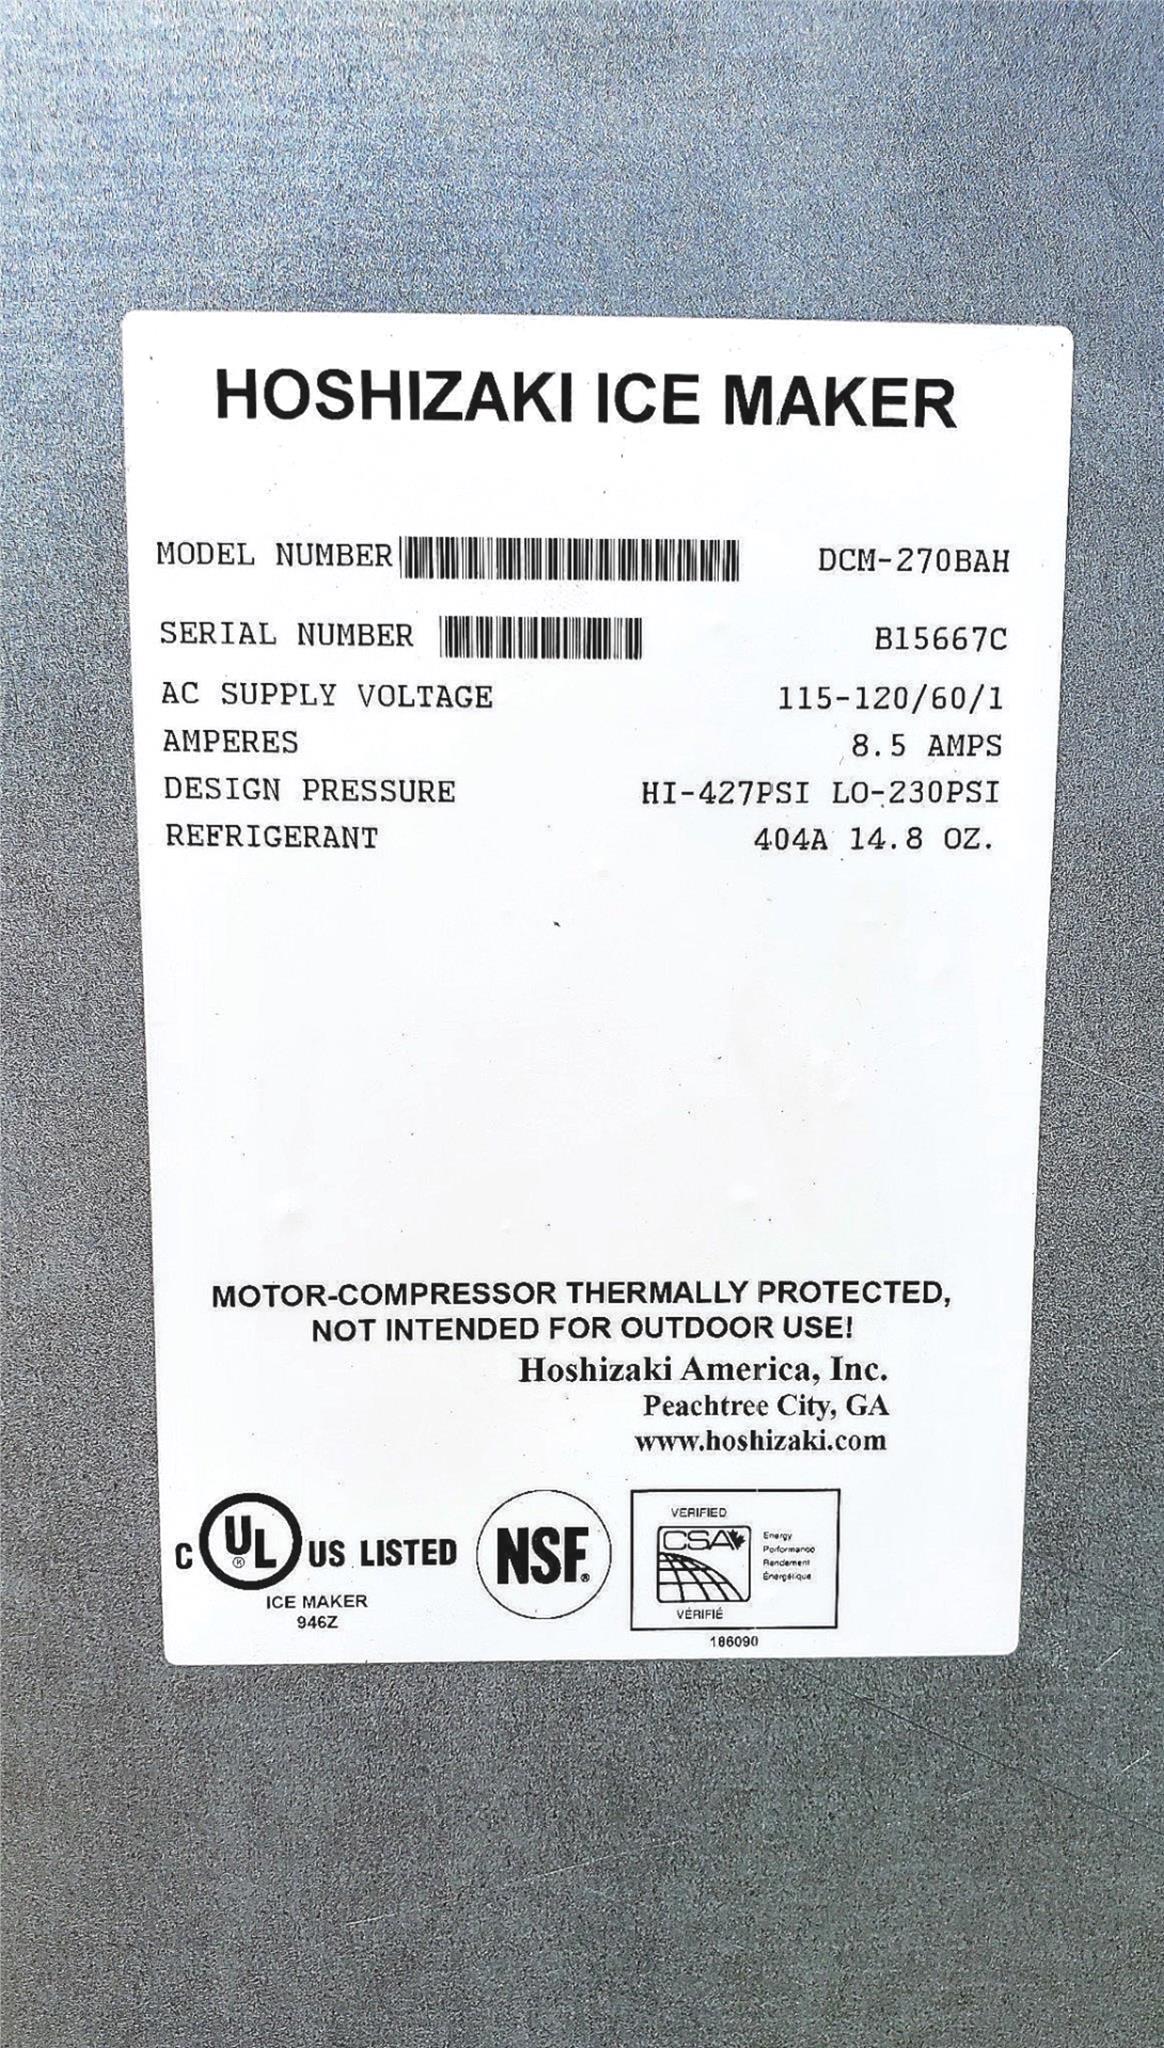 HOSHIZAKI ICE MAKER
MODEL NUMBER DCM-270BAH
SERIAL NUMBER B15667C
AC SUPPLY VOLTAGE 115-120/60/1
AMPERES 8.5 AMPS
DESIGN PRESSURE HI-427PSI LO-230PSI
REFRIGERANT 404A 14.8 OZ.
MOTOR-COMPRESSOR THERMALLY PROTECTED,
NOT INTENDED FOR OUTDOOR USE!
Hoshizaki America, Inc.
Peachtree City, GA
www.hoshizaki.com
C UL ® US LISTED
ICE MAKER
946Z
NSF®
VERIFIED
CSA
Energy
Performance
Rendement
Énergétique
VÉRIFIÉ
186090